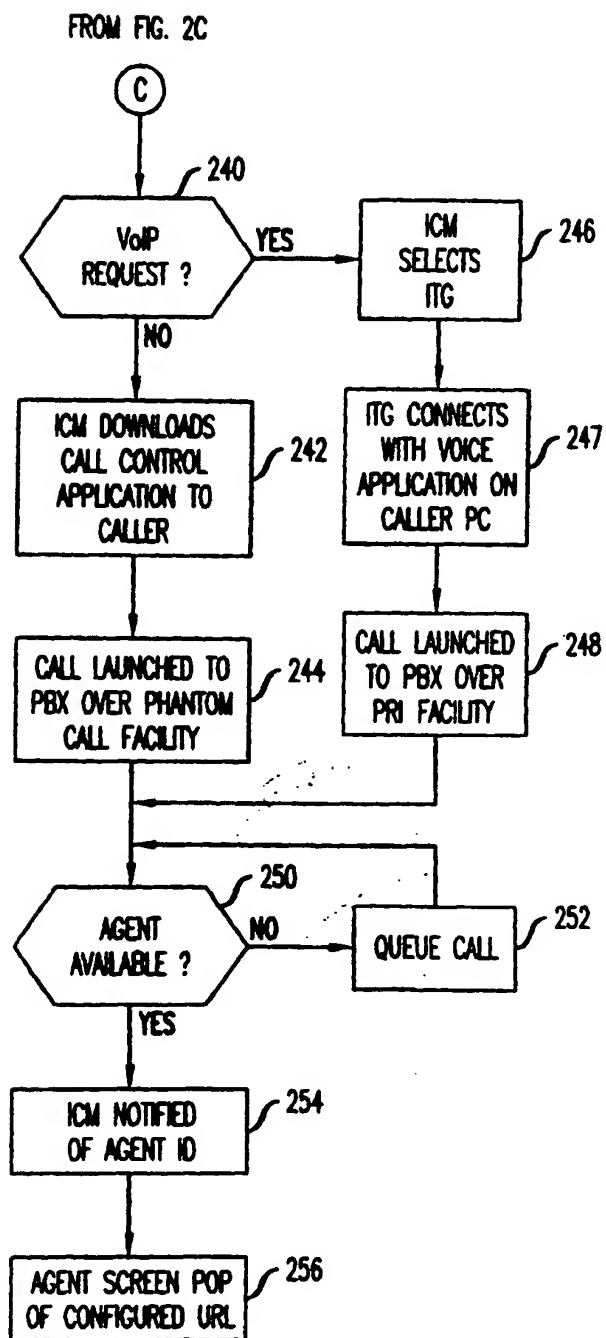 FROM FIG. 2C
C
240
VoIP
REQUEST ?
YES
NO
ICM
SELECTS
ITG
246
ICM DOWNLOADS
CALL CONTROL
APPLICATION TO
CALLER
242
ITG CONNECTS
WITH VOICE
APPLICATION ON
CALLER PC
247
CALL LAUNCHED
TO PBX OVER
PRI FACILITY
248
CALL LAUNCHED TO
PBX OVER PHANTOM
CALL FACILITY
244
250
AGENT
AVAILABLE ?
NO
YES
QUEUE CALL
252
ICM NOTIFIED
OF AGENT ID
254
AGENT SCREEN POP
OF CONFIGURED URL
256